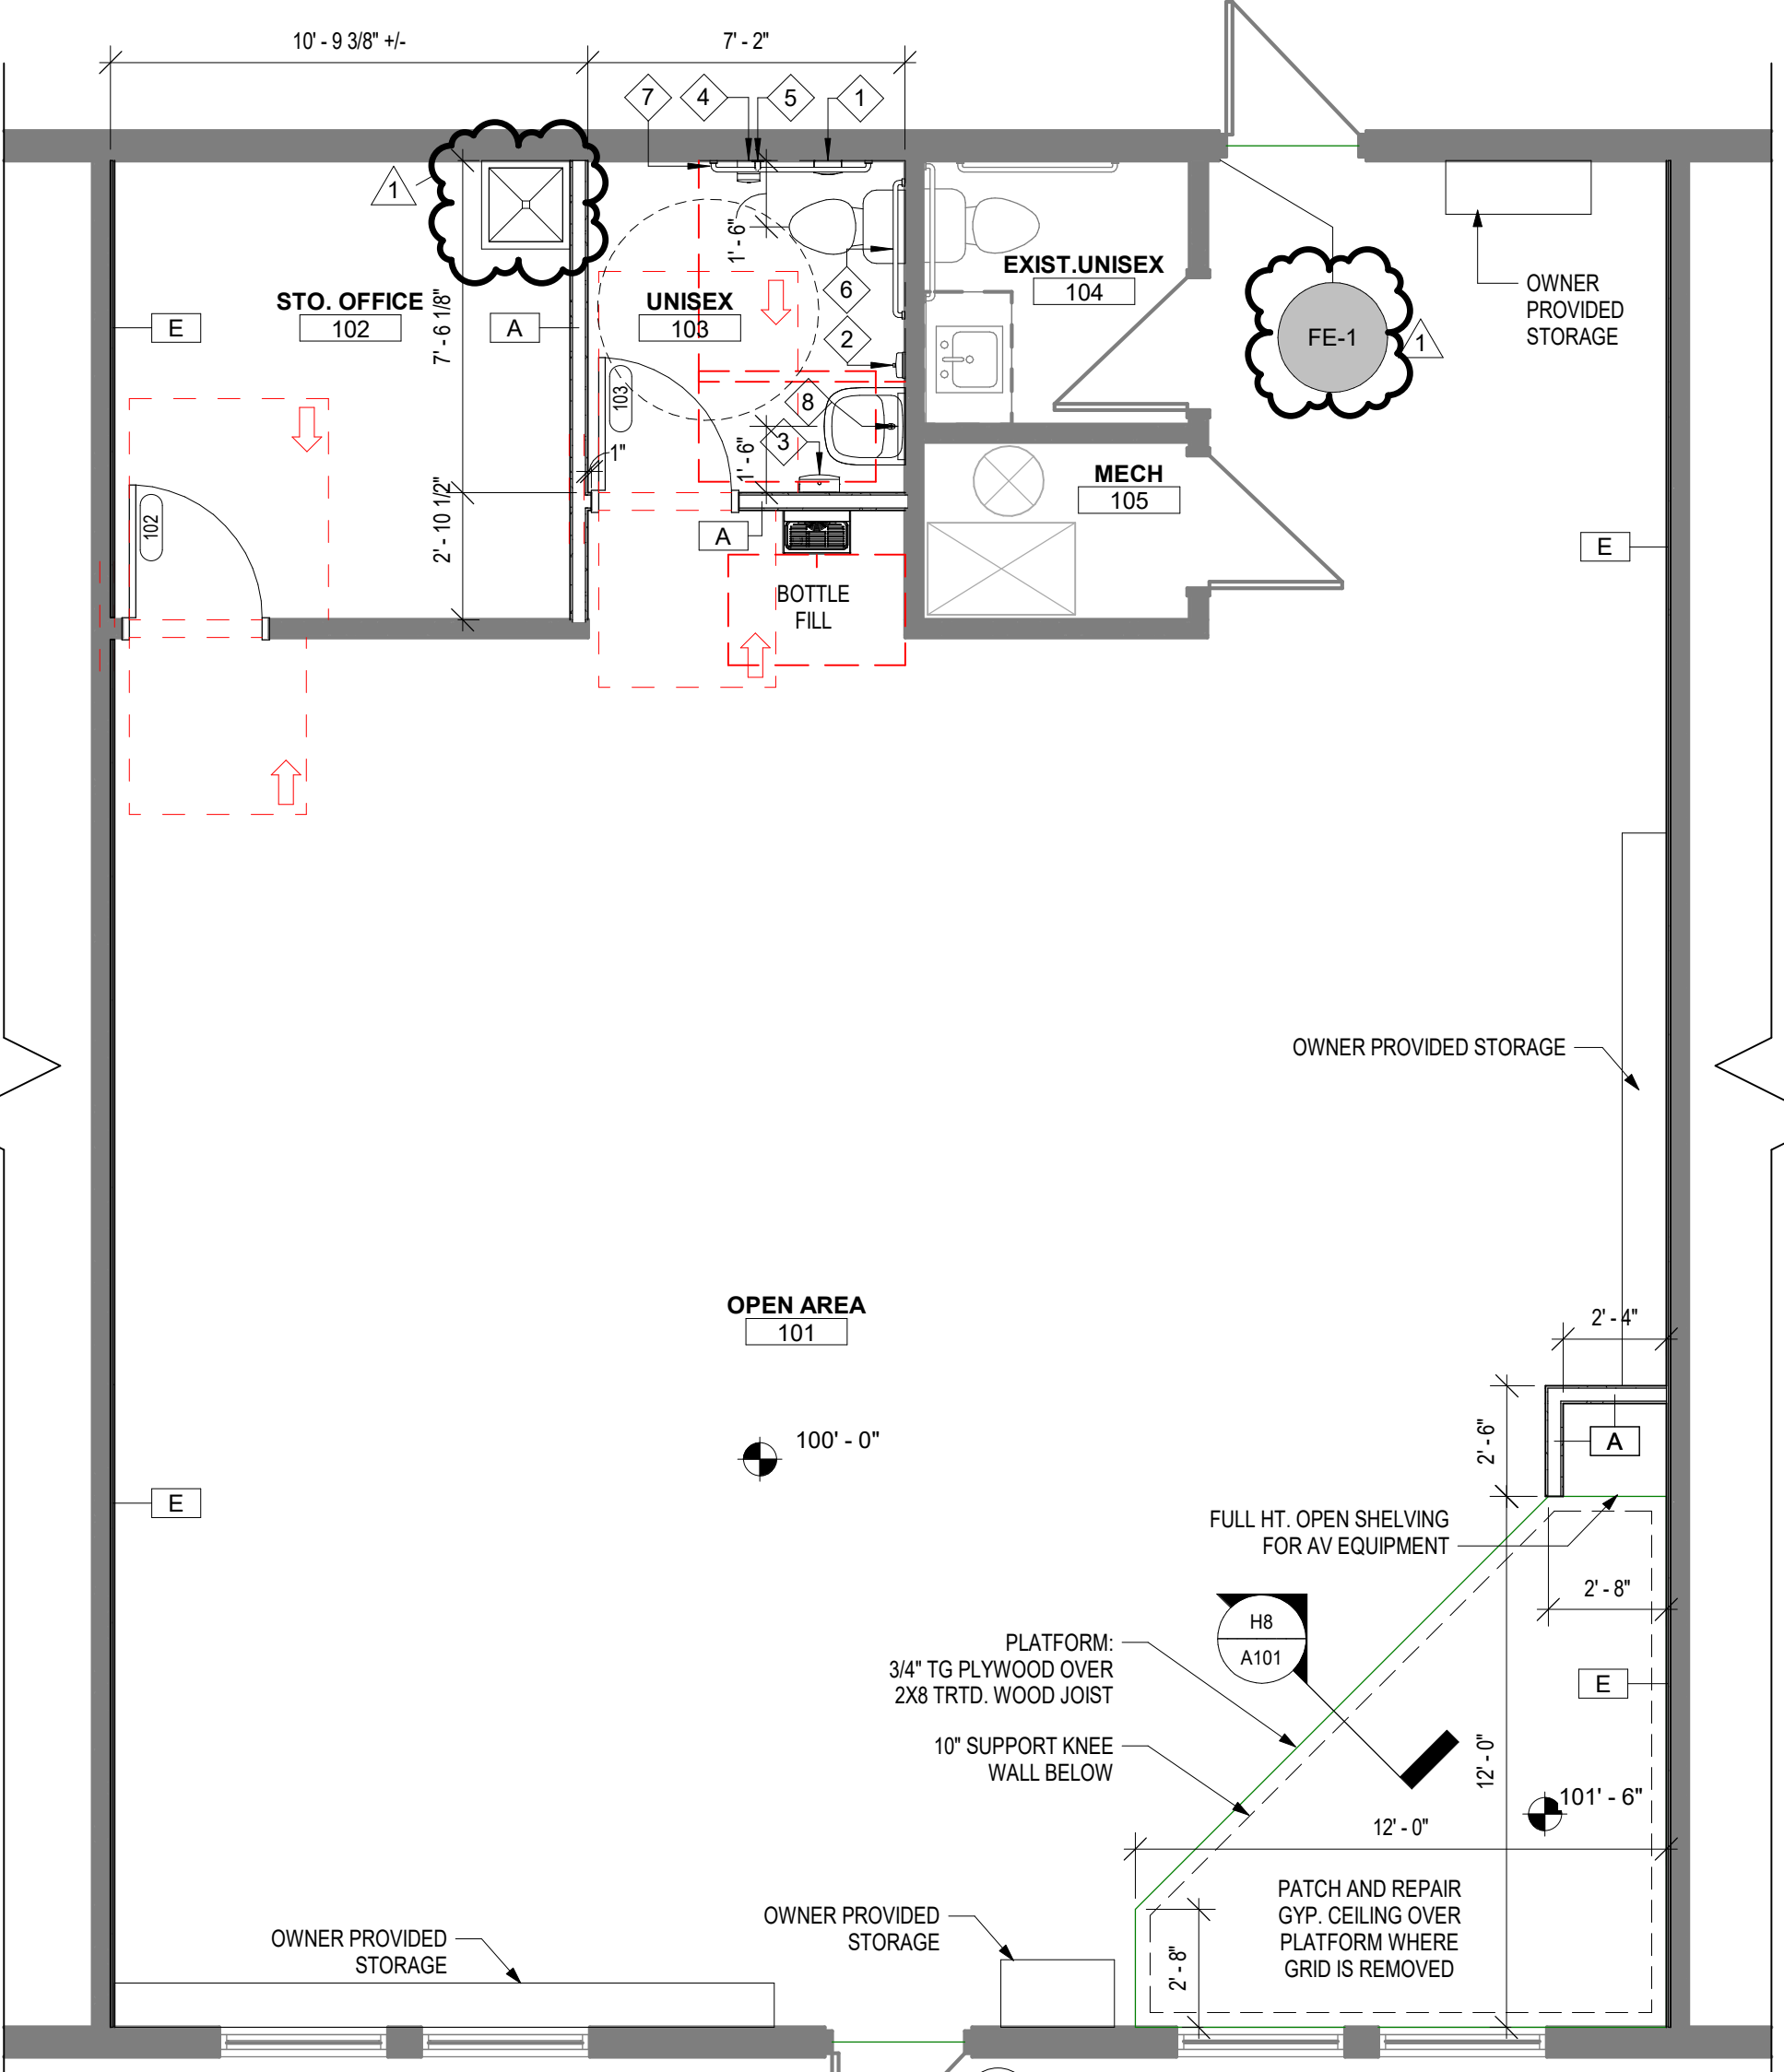 10' - 9 3/8" +/-
7' - 2"
7
4
5
1
1
STO. OFFICE
102
E
A
7' - 6 1/8"
2' - 10 1/2"
102
UNISEX
103
1' - 6"
6
2
8
3
1' - 6"
103
1"
A
BOTTLE
FILL
EXIST.UNISEX
104
MECH
105
FE-1
1
OWNER
PROVIDED
STORAGE
E
OWNER PROVIDED STORAGE
OPEN AREA
101
100' - 0"
E
2' - 4"
2' - 6"
A
FULL HT. OPEN SHELVING
FOR AV EQUIPMENT
2' - 8"
H8
A101
PLATFORM:
3/4" TG PLYWOOD OVER
2X8 TRTD. WOOD JOIST
E
10" SUPPORT KNEE
WALL BELOW
12' - 0"
101' - 6"
12' - 0"
PATCH AND REPAIR
GYP. CEILING OVER
PLATFORM WHERE
GRID IS REMOVED
2' - 8"
OWNER PROVIDED
STORAGE
OWNER PROVIDED
STORAGE